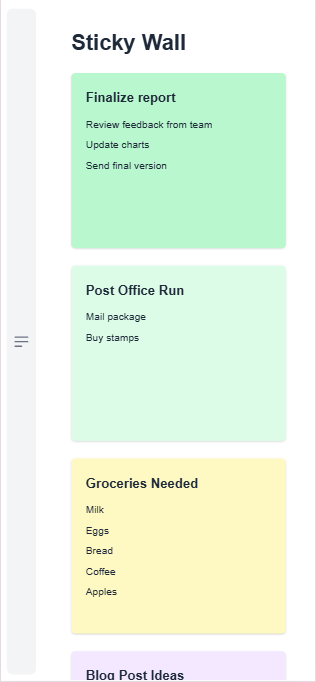 Sticky Wall
Finalize report
Review feedback from team
Update charts
Send final version
Post Office Run
Mail package
Buy stamps
Groceries Needed
Milk
Eggs
Bread
Coffee
Apples
Blog Post Ideas